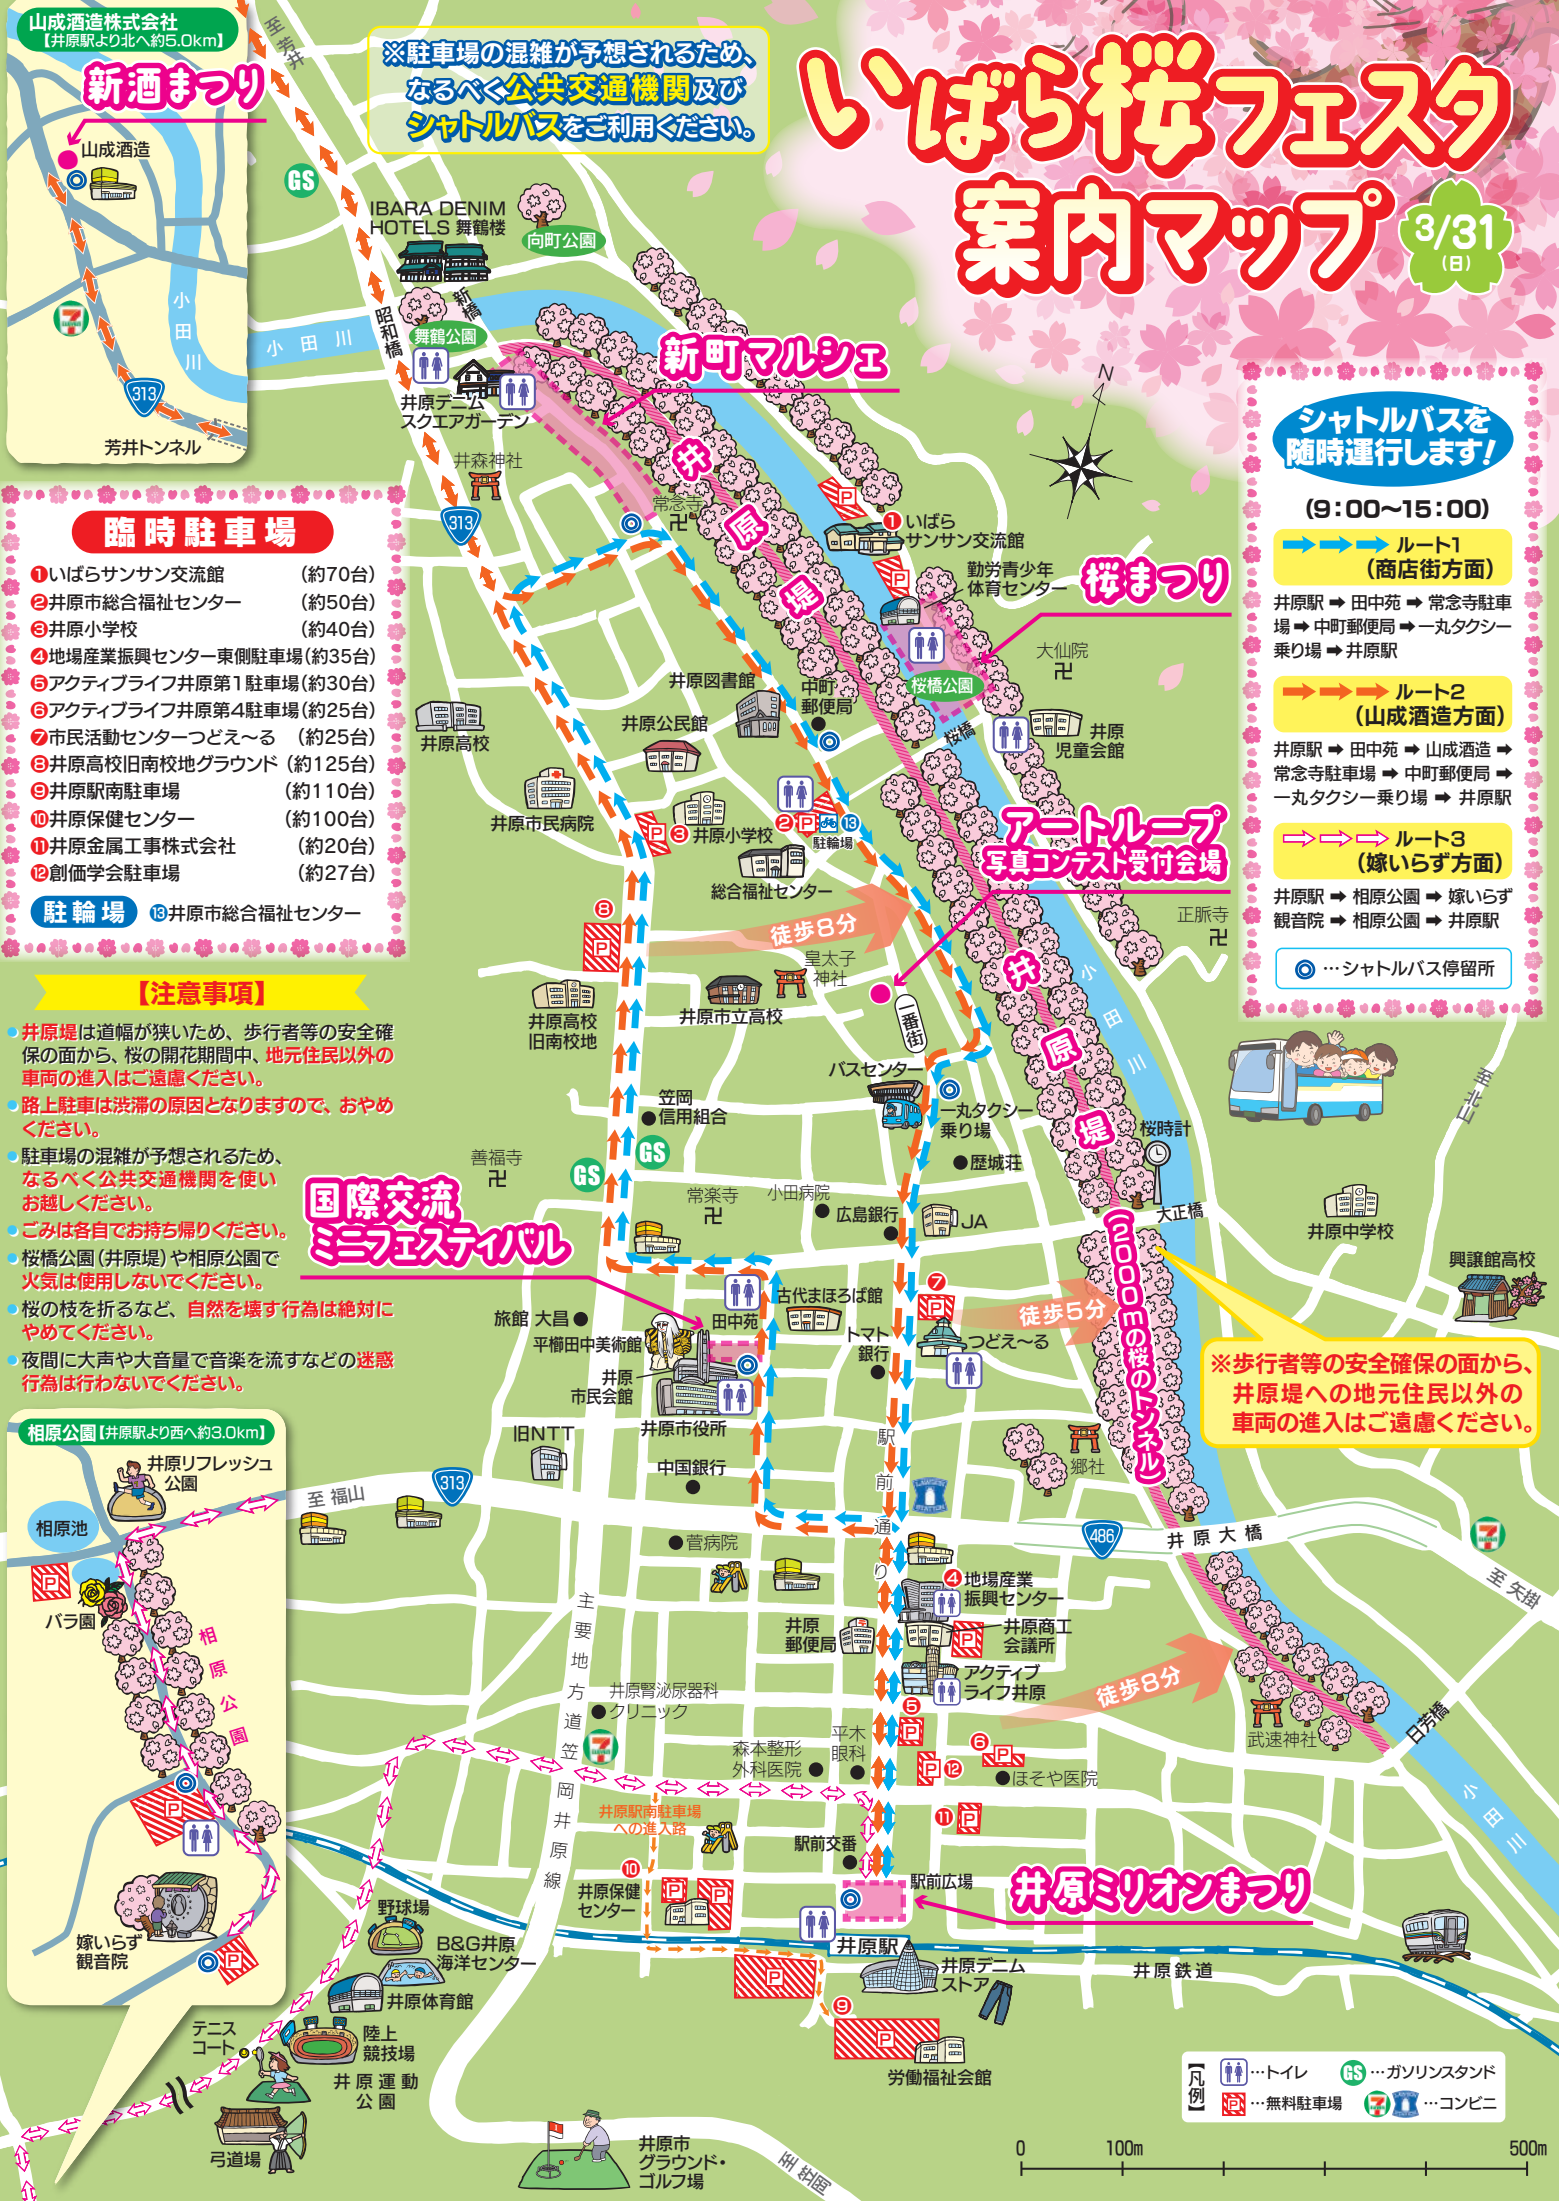 いばら桜フェスタ
案内マップ
3/31
(日)
※駐車場の混雑が予想されるため、
なるべく公共交通機関及び
シャトルバスをご利用ください。
山成酒造株式会社
【井原駅より北へ約5.0km】
新酒まつり
山成酒造
小田川
313
芳井トンネル
至 芳井
GS
IBARA DENIM
HOTELS 舞鶴楼
向町公園
新橋
昭和橋
小田川
舞鶴公園
井原デニム
スクエアガーデン
新町マルシェ
井森神社
313
常念寺
井原堤
N
P
①いばら
サンサン交流館
P
勤労青少年
体育センター
桜まつり
大仙院
桜橋公園
桜橋
井原
児童会館
シャトルバスを
随時運行します!
(9:00〜15:00)
ルート1
(商店街方面)
井原駅 ➡ 田中苑 ➡ 常念寺駐車
場 ➡ 中町郵便局 ➡ 一丸タクシー
乗り場 ➡ 井原駅
ルート2
(山成酒造方面)
井原駅 ➡ 田中苑 ➡ 山成酒造 ➡
常念寺駐車場 ➡ 中町郵便局 ➡
一丸タクシー乗り場 ➡ 井原駅
ルート3
(嫁いらず方面)
井原駅 ➡ 相原公園 ➡ 嫁いらず
観音院 ➡ 相原公園 ➡ 井原駅
◎…シャトルバス停留所
臨時駐車場
①いばらサンサン交流館 (約70台)
②井原市総合福祉センター (約50台)
③井原小学校 (約40台)
④地場産業振興センター東側駐車場(約35台)
⑤アクティブライフ井原第1駐車場(約30台)
⑥アクティブライフ井原第4駐車場(約25台)
⑦市民活動センターつどえ〜る (約25台)
⑧井原高校旧南校地グラウンド (約125台)
⑨井原駅南駐車場 (約110台)
⑩井原保健センター (約100台)
⑪井原金属工事株式会社 (約20台)
⑫創価学会駐車場 (約27台)
駐輪場 ⑬井原市総合福祉センター
【注意事項】
●井原堤は道幅が狭いため、歩行者等の安全確
保の面から、桜の開花期間中、地元住民以外の
車両の進入はご遠慮ください。
●路上駐車は渋滞の原因となりますので、おやめ
ください。
●駐車場の混雑が予想されるため、
なるべく公共交通機関を使い
お越しください。
●ごみは各自でお持ち帰りください。
●桜橋公園(井原堤)や相原公園で
火気は使用しないでください。
●桜の枝を折るなど、自然を壊す行為は絶対に
やめてください。
●夜間に大声や大音量で音楽を流すなどの迷惑
行為は行わないでください。
井原図書館
中町
郵便局
井原公民館
井原高校
井原市民病院
P
③井原小学校
②P
⑬
駐輪場
総合福祉センター
⑧
P
徒歩8分
皇太子
神社
井原高校
旧南校地
井原市立高校
アートループ
写真コンテスト受付会場
正脈寺
一番街
井原堤
小田川
バスセンター
一丸タクシー
乗り場
笠岡
信用組合
GS
GS
善福寺
歴城荘
常楽寺
小田病院
広島銀行
JA
桜時計
大正橋
至 北山
井原中学校
興譲館高校
国際交流
ミニフェスティバル
(2000mの桜のトンネル)
⑦
P
徒歩5分
古代まほろば館
田中苑
旅館 大昌
平櫛田中美術館
井原
市民会館
井原市役所
トマト
銀行
つどえ〜る
※歩行者等の安全確保の面から、
井原堤への地元住民以外の
車両の進入はご遠慮ください。
旧NTT
中国銀行
駅前通り
郷社
313
至 福山
菅病院
486
井原大橋
至 矢掛
④地場産業
振興センター
井原商工
会議所
P
井原
郵便局
アクティブ
ライフ井原
徒歩8分
主要地方道笠岡井原線
井原腎泌尿器科
クリニック
⑤
P
⑥
P
P⑫
平木
眼科
森本整形
外科医院
ほそや医院
武速神社
日芳橋
小田川
⑪P
井原駅南駐車場
への進入路
駅前交番
駅前広場
井原ミリオンまつり
⑩
井原保健
センター
P
P
井原駅
井原デニム
ストア
井原鉄道
P
⑨
P
労働福祉会館
相原公園【井原駅より西へ約3.0km】
井原リフレッシュ
公園
相原池
P
バラ園
相原公園
P
嫁いらず
観音院
P
野球場
B&G井原
海洋センター
井原体育館
テニス
コート
陸上
競技場
井原運動
公園
弓道場
井原市
グラウンド・
ゴルフ場
至 笠岡
【凡例】
…トイレ
GS…ガソリンスタンド
P…無料駐車場
…コンビニ
0 100m 500m